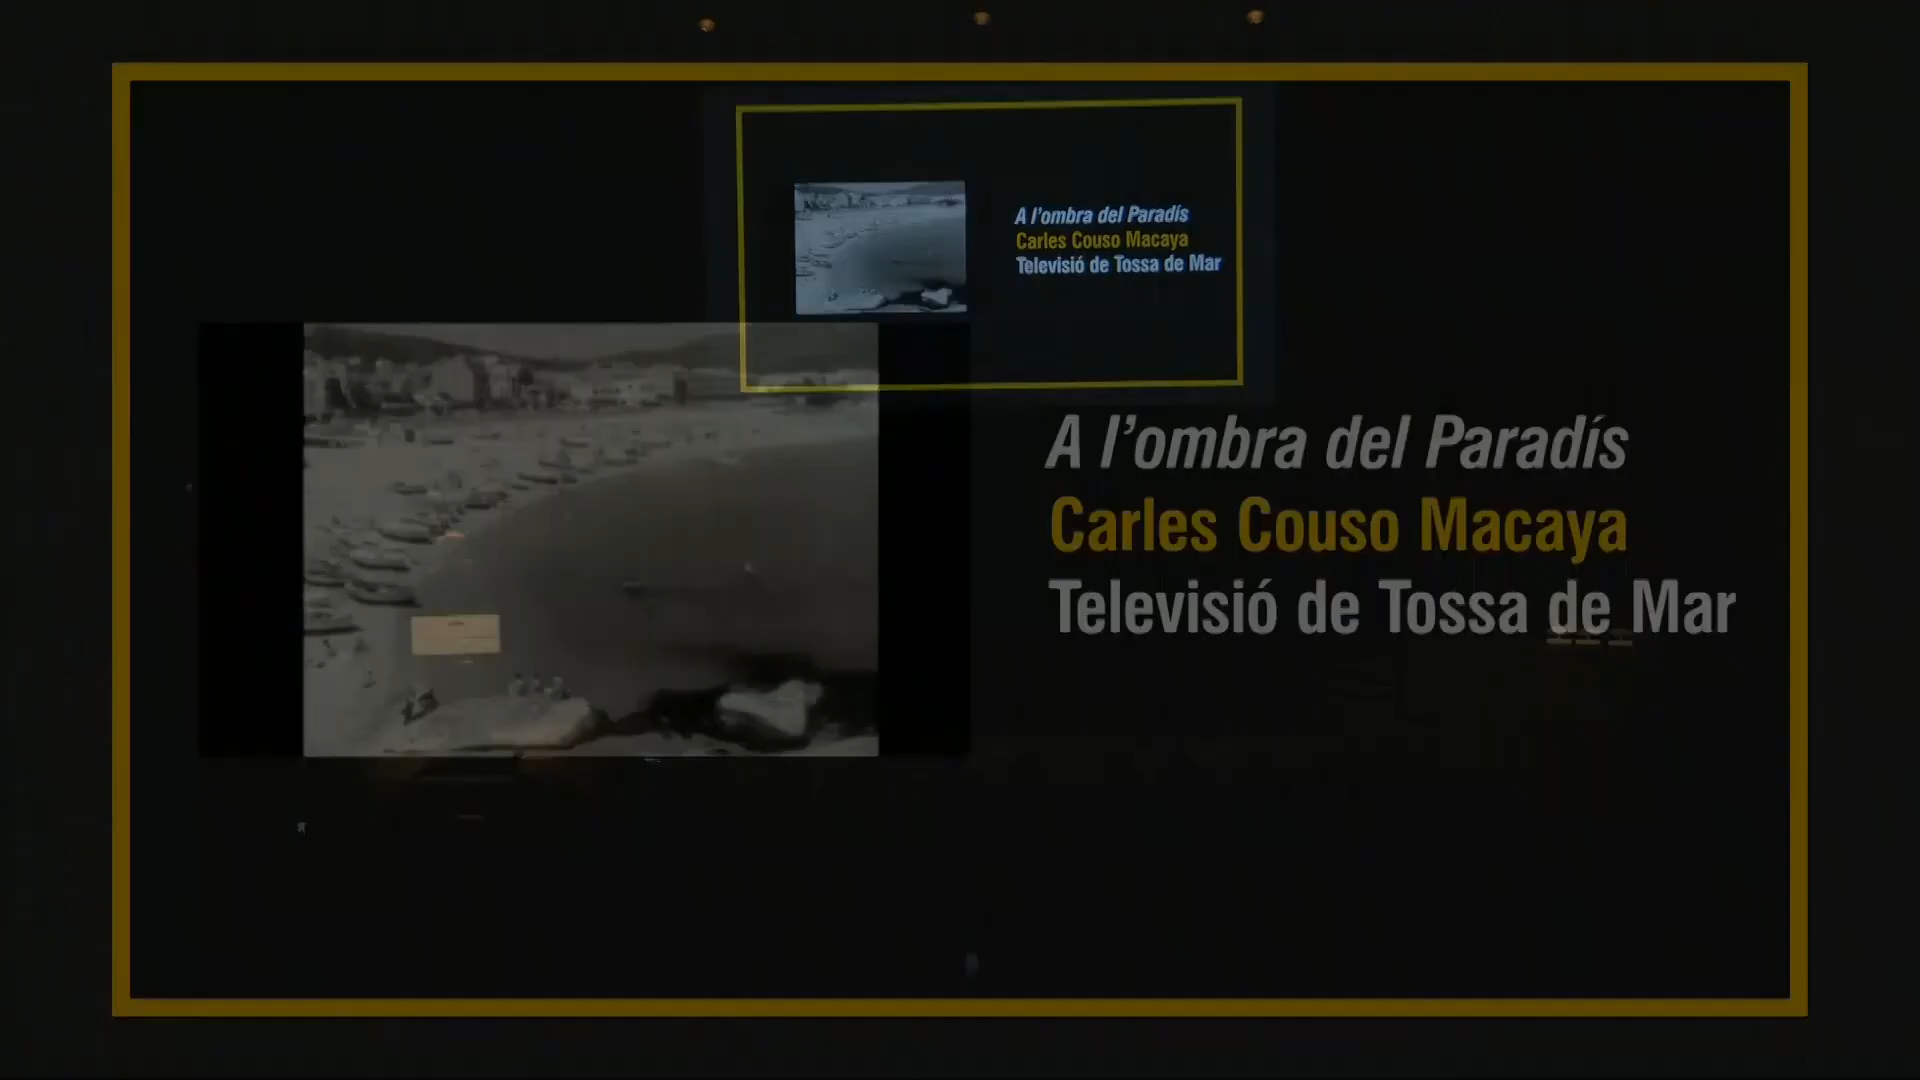 A l'ombra del Paradís
Carles Couso Macaya
Televisió de Tossa de Mar
A l'ombra del Paradís
Carles Couso Macaya
Televisió de Tossa de Mar